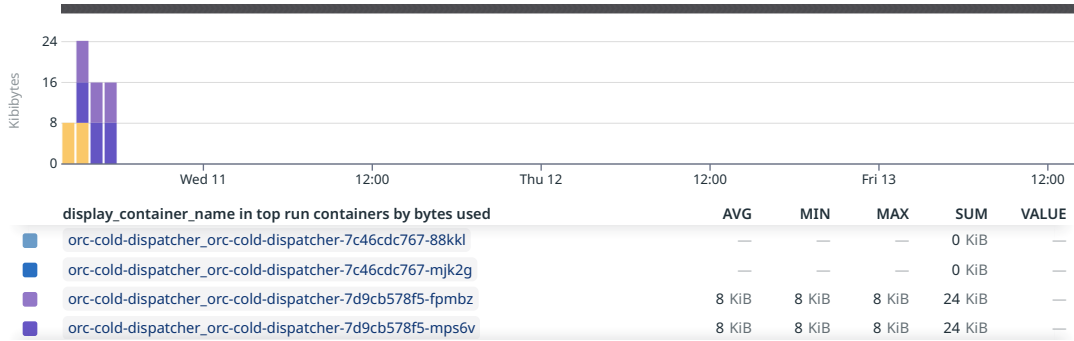 24
16
Kibibytes
8
0
Wed 11 12:00 Thu 12 12:00 Fri 13 12:00
display_container_name in top run containers by bytes used AVG MIN MAX SUM VALUE
orc-cold-dispatcher_orc-cold-dispatcher-7c46cdc767-88kkl — — — 0 KiB —
orc-cold-dispatcher_orc-cold-dispatcher-7c46cdc767-mjk2g — — — 0 KiB —
orc-cold-dispatcher_orc-cold-dispatcher-7d9cb578f5-fpmbz 8 KiB 8 KiB 8 KiB 24 KiB —
orc-cold-dispatcher_orc-cold-dispatcher-7d9cb578f5-mps6v 8 KiB 8 KiB 8 KiB 24 KiB —